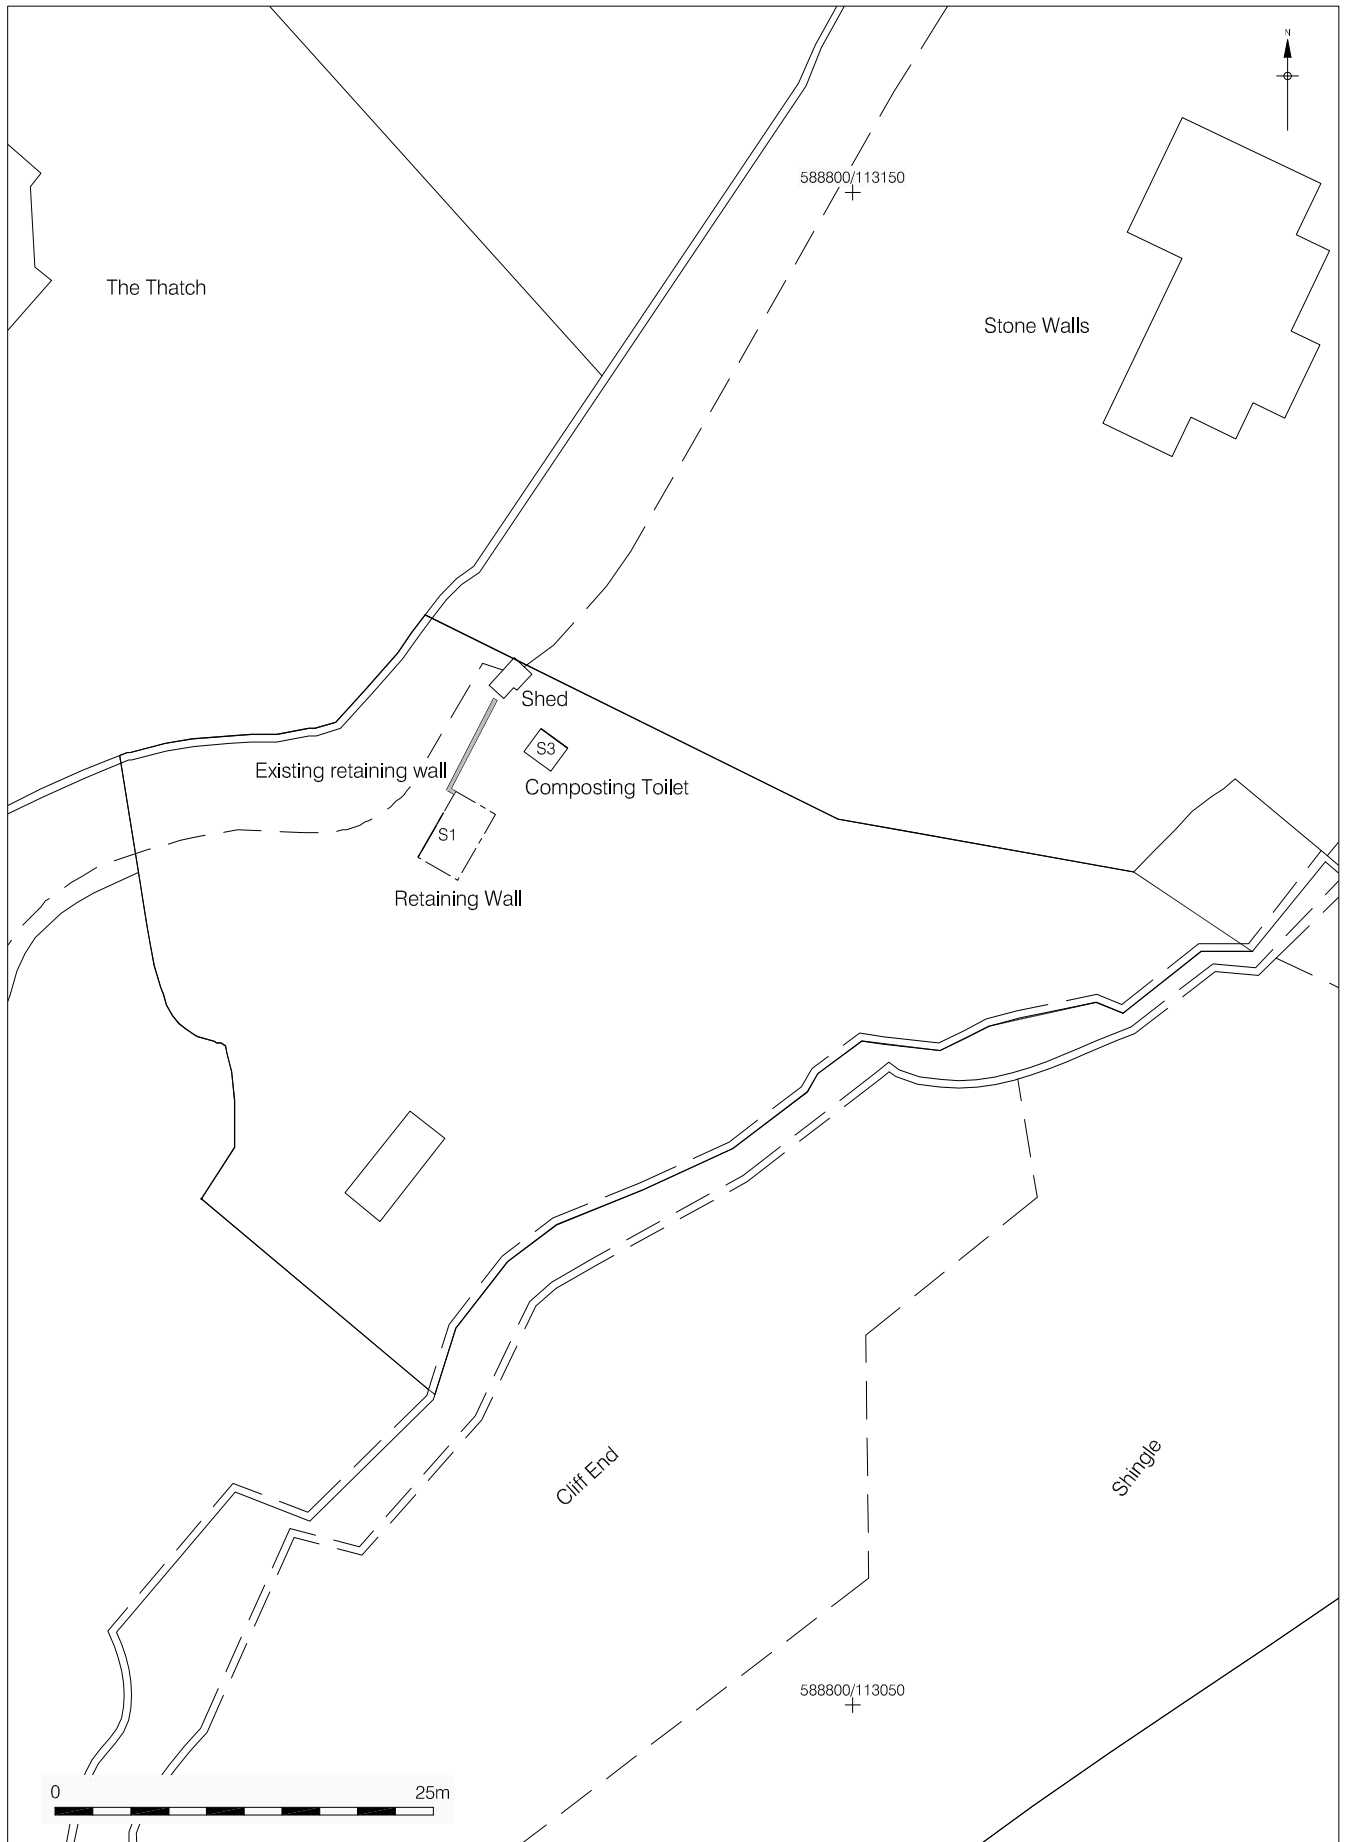 N
588800/113150
The Thatch
Stone Walls
Shed
S3
Existing retaining wall
Composting Toilet
S1
Retaining Wall
Cliff End
Shingle
588800/113050
0 25m